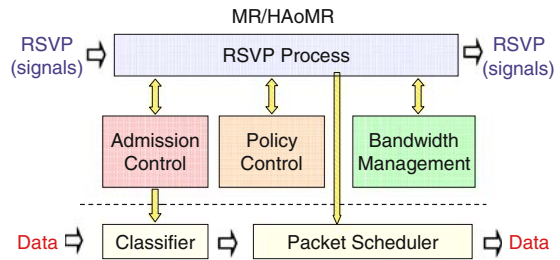 MR/HAoMR
RSVP
(signals)
RSVP Process
RSVP
(signals)
Admission
Control
Policy
Control
Bandwidth
Management
Data
Classifier
Packet Scheduler
Data